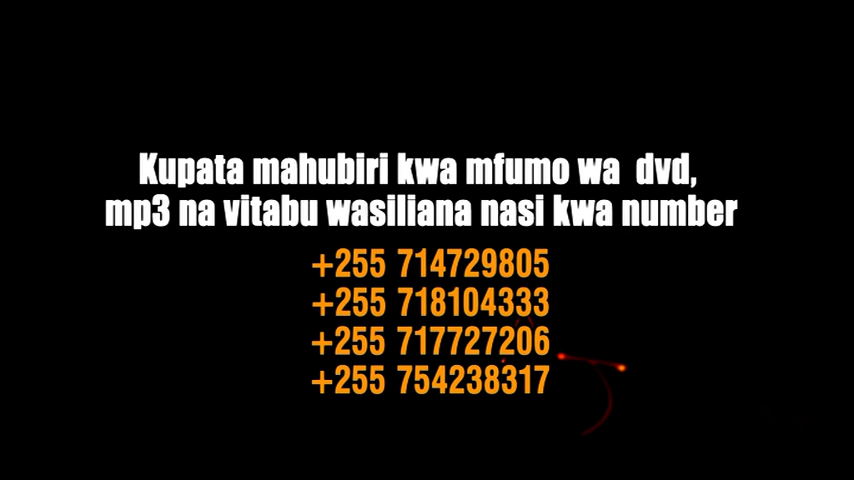 Kupata mahubiri kwa mfumo wa dvd,
mp3 na vitabu wasiliana nasi kwa number
+255 714729805
+255 718104333
+255 717727206
+255 754238317